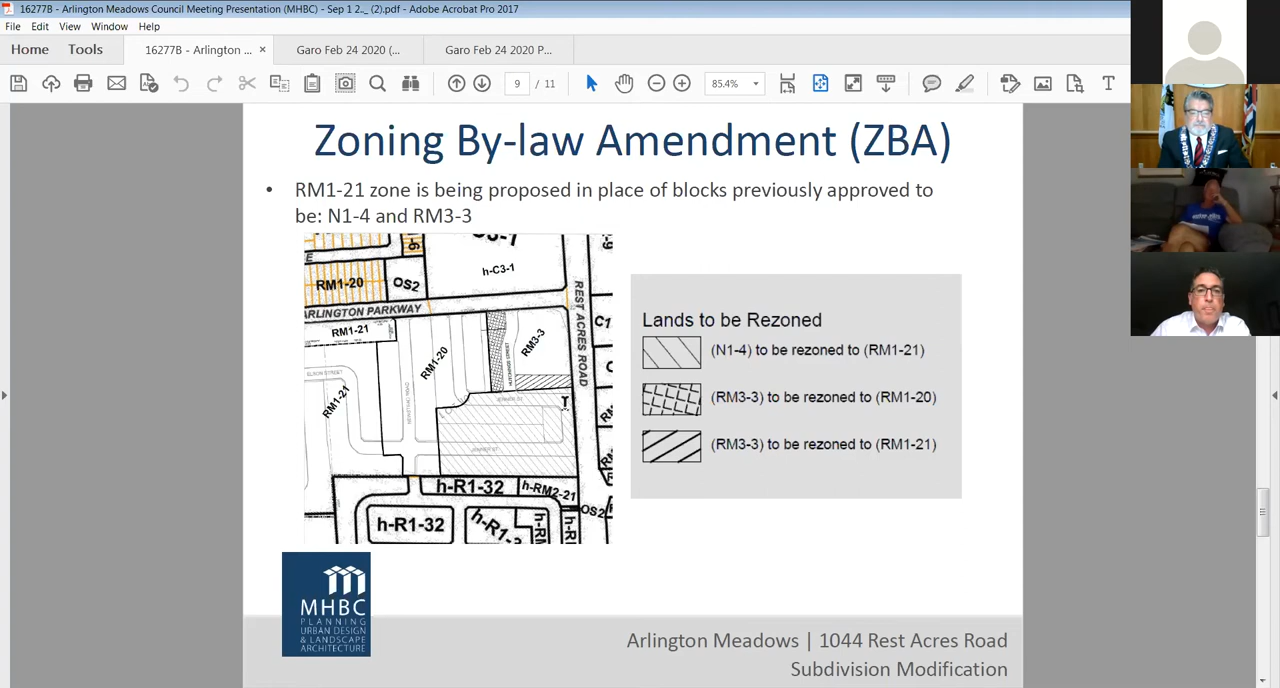 16277B - Arlington Meadows Council Meeting Presentation (MHBC) - Sep 1 2._ (2).pdf - Adobe Acrobat Pro 2017
File Edit View Window Help
Home Tools 16277B - Arlington ... × Garo Feb 24 2020 (... Garo Feb 24 2020 P...
9 / 11 85.4%
Zoning By-law Amendment (ZBA)
• RM1-21 zone is being proposed in place of blocks previously approved to
be: N1-4 and RM3-3
h-C3-1
RM1-20
OS2
ARLINGTON PARKWAY
REST ACRES ROAD
RM1-21
RM1-20
RM3-3
C1
ELMON STREET
RM1-21
h-R1-32
h-RM2-21
OS2
h-R1-32
Lands to be Rezoned
(N1-4) to be rezoned to (RM1-21)
(RM3-3) to be rezoned to (RM1-20)
(RM3-3) to be rezoned to (RM1-21)
MHBC
PLANNING
URBAN DESIGN
& LANDSCAPE
ARCHITECTURE
Arlington Meadows | 1044 Rest Acres Road
Subdivision Modification